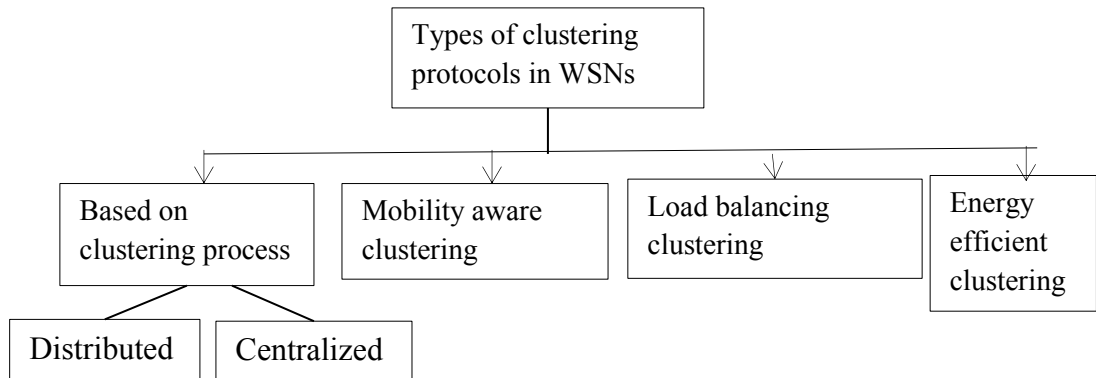 Types of clustering
protocols in WSNs
Based on
clustering process
Mobility aware
clustering
Load balancing
clustering
Energy
efficient
clustering
Distributed
Centralized